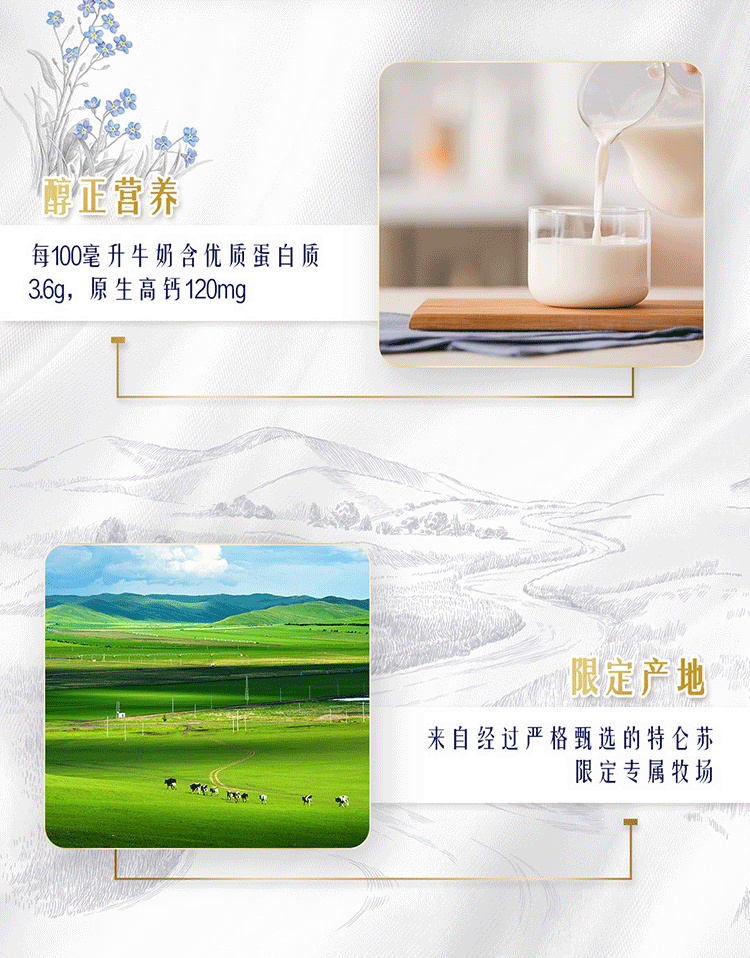 醇正营养
每100毫升牛奶含优质蛋白质
3.6g，原生高钙120mg
限定产地
来自经过严格甄选的特仑苏
限定专属牧场